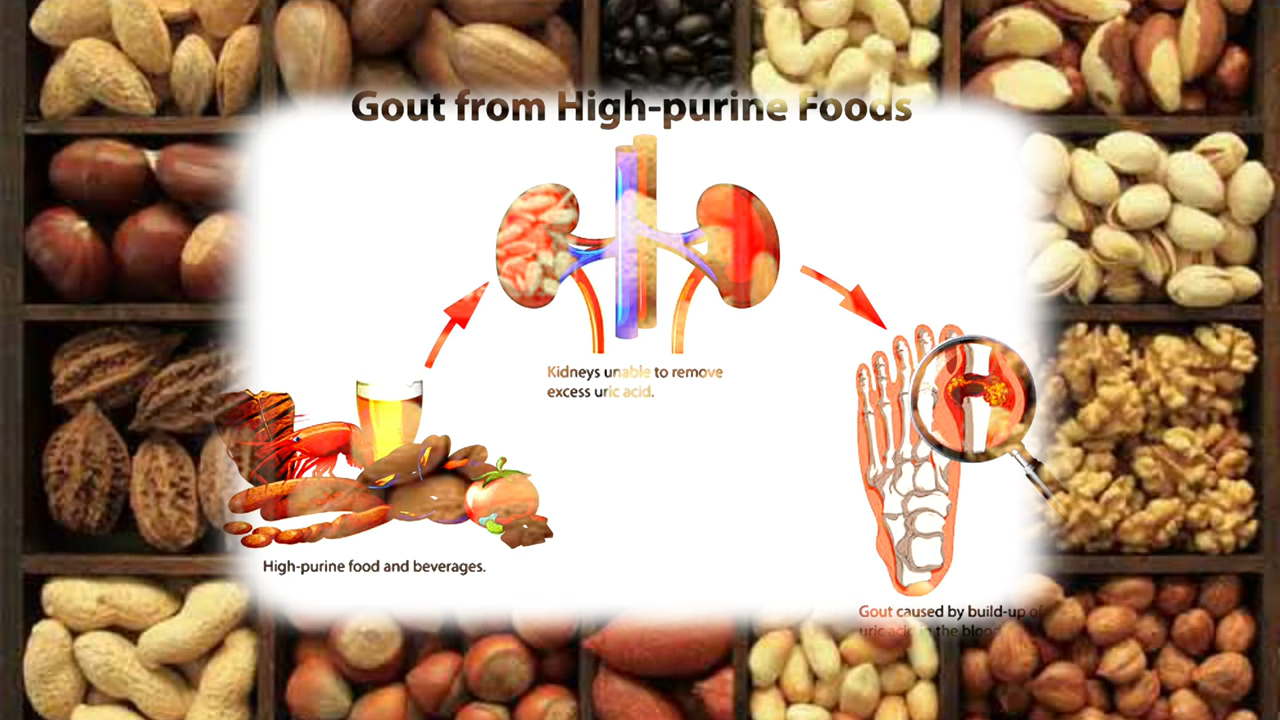 Gout from High-purine Foods
Kidneys unable to remove
excess uric acid.
High-purine food and beverages.
Gout caused by build-up of
uric acid in the blood